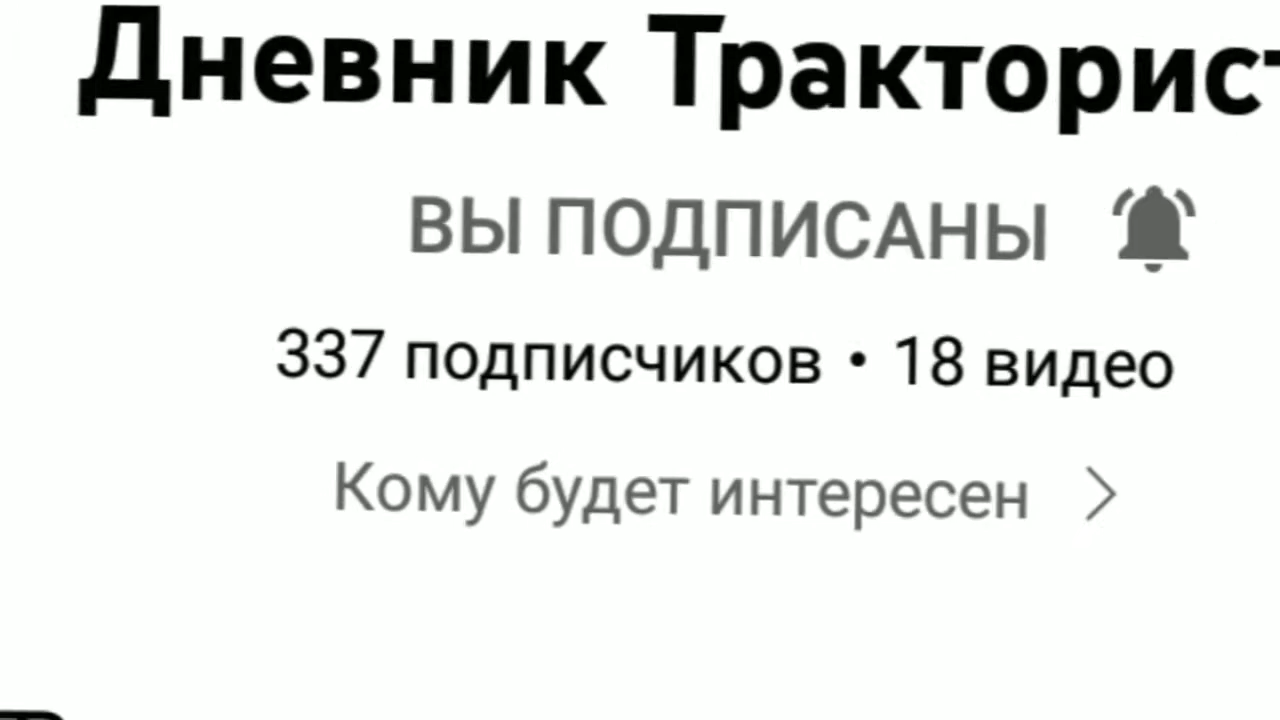 Дневник Тракторист
ВЫ ПОДПИСАНЫ
337 подписчиков • 18 видео
Кому будет интересен